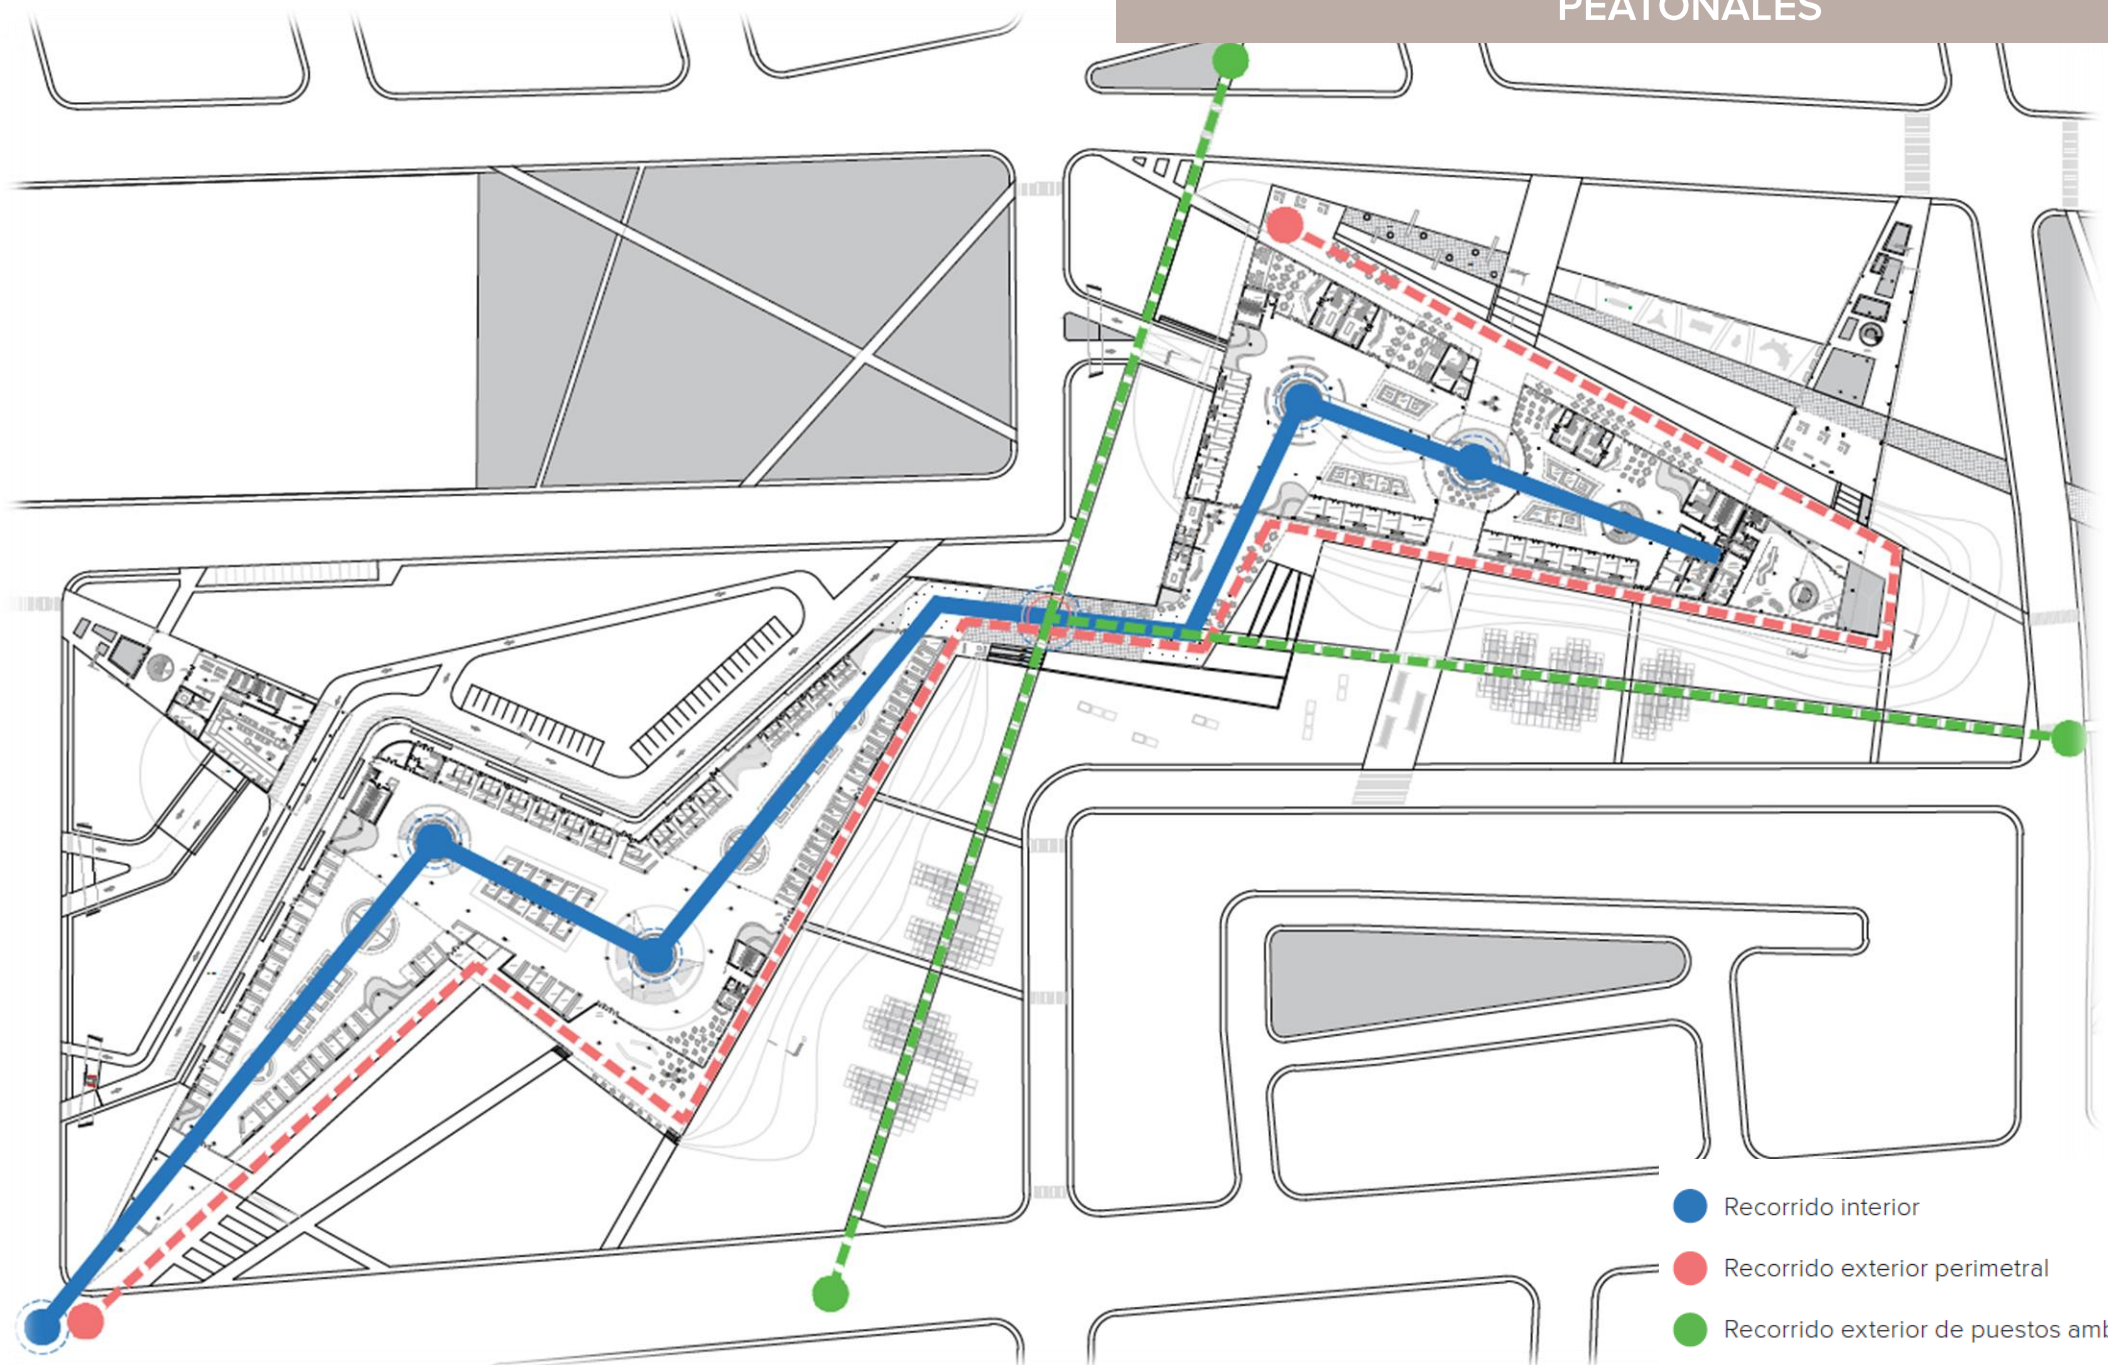 PEATONALES
Recorrido interior
Recorrido exterior perimetral
Recorrido exterior de puestos amb